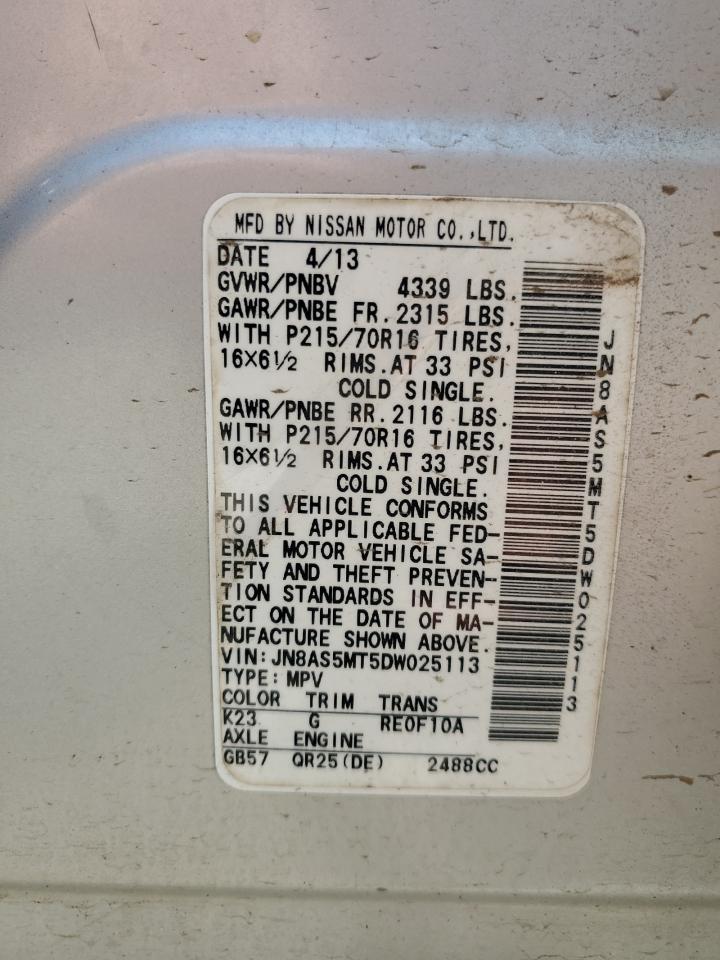 MFD BY NISSAN MOTOR CO.,LTD.
DATE 4/13
GVWR/PNBV 4339 LBS.
GAWR/PNBE FR. 2315 LBS.
WITH P215/70R16 TIRES,
16X6½ RIMS. AT 33 PSI
COLD SINGLE.
GAWR/PNBE RR. 2116 LBS.
WITH P215/70R16 TIRES,
16X6½ RIMS. AT 33 PSI
COLD SINGLE.
THIS VEHICLE CONFORMS
TO ALL APPLICABLE FED-
ERAL MOTOR VEHICLE SA-
FETY AND THEFT PREVEN-
TION STANDARDS IN EFF-
ECT ON THE DATE OF MA-
NUFACTURE SHOWN ABOVE.
VIN: JN8AS5MT5DW025113
TYPE: MPV
COLOR TRIM TRANS
K23 G RE0F10A
AXLE ENGINE
GB57 QR25(DE) 2488CC
JN8AS5MT5DW025113